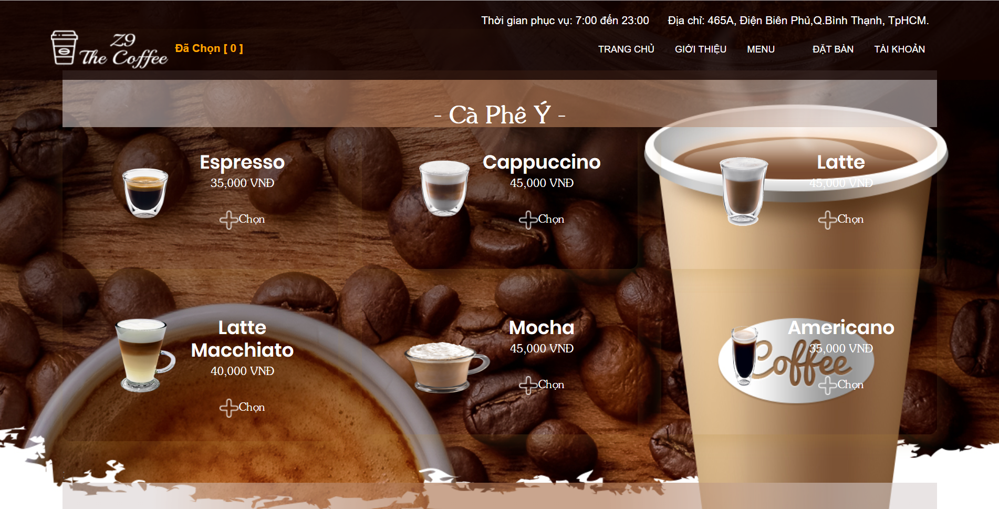 Thời gian phục vụ: 7:00 đến 23:00 Địa chỉ: 465A, Điện Biên Phủ,Q.Bình Thạnh, TpHCM.
Z9
The Coffee
Đã Chọn [ 0 ]
TRANG CHỦ GIỚI THIỆU MENU ĐẶT BÀN TÀI KHOẢN
- Cà Phê Ý -
Espresso
35,000 VNĐ
Chọn
Cappuccino
45,000 VNĐ
Chọn
Latte
45,000 VNĐ
Chọn
Latte
Macchiato
40,000 VNĐ
Chọn
Mocha
45,000 VNĐ
Chọn
Americano
35,000 VNĐ
Chọn
Coffee